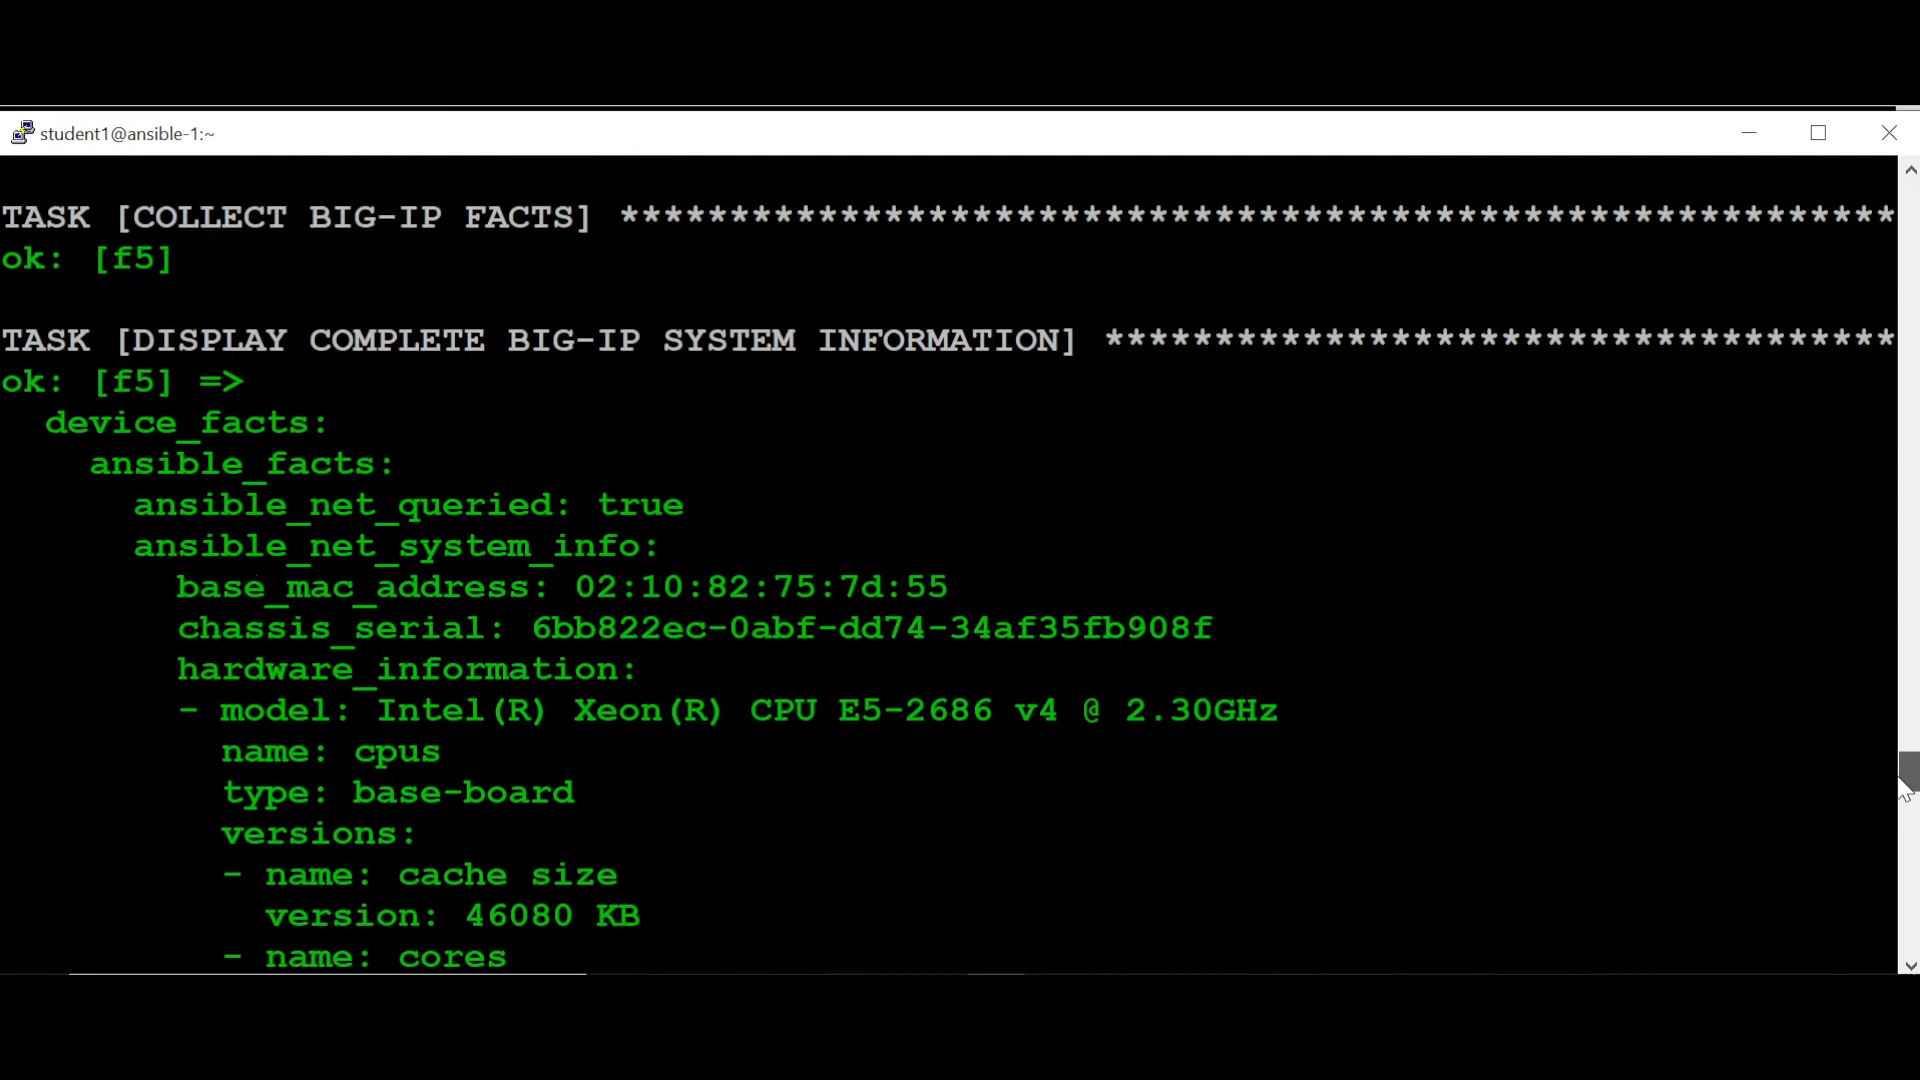 student1@ansible-1:~
TASK [COLLECT BIG-IP FACTS] **********************************************************
ok: [f5]
TASK [DISPLAY COMPLETE BIG-IP SYSTEM INFORMATION] ************************************
ok: [f5] =>
device_facts:
ansible_facts:
ansible_net_queried: true
ansible_net_system_info:
base_mac_address: 02:10:82:75:7d:55
chassis_serial: 6bb822ec-0abf-dd74-34af35fb908f
hardware_information:
- model: Intel(R) Xeon(R) CPU E5-2686 v4 @ 2.30GHz
name: cpus
type: base-board
versions:
- name: cache size
version: 46080 KB
- name: cores